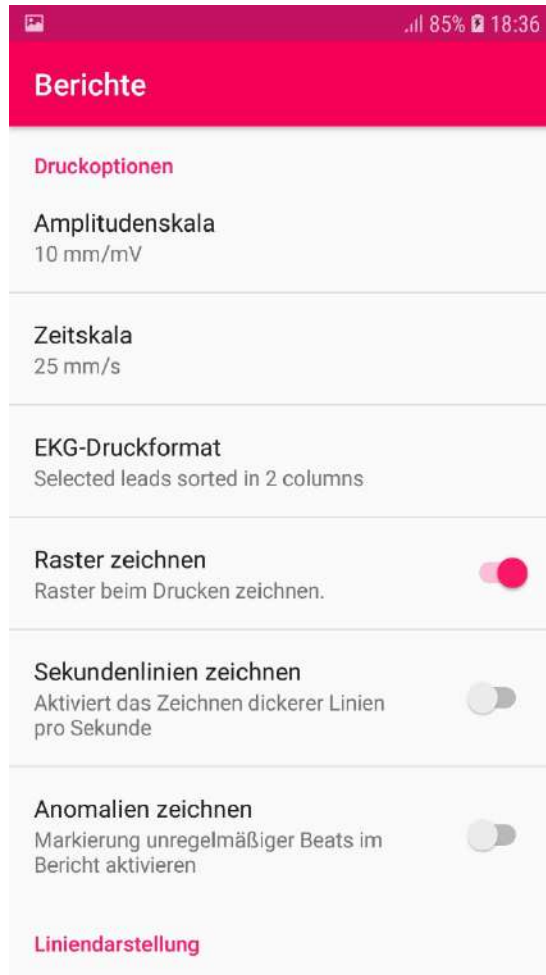 85% 18:36
Berichte
Druckoptionen
Amplitudenskala
10 mm/mV
Zeitskala
25 mm/s
EKG-Druckformat
Selected leads sorted in 2 columns
Raster zeichnen
Raster beim Drucken zeichnen.
Sekundenlinien zeichnen
Aktiviert das Zeichnen dickerer Linien
pro Sekunde
Anomalien zeichnen
Markierung unregelmäßiger Beats im
Bericht aktivieren
Liniendarstellung